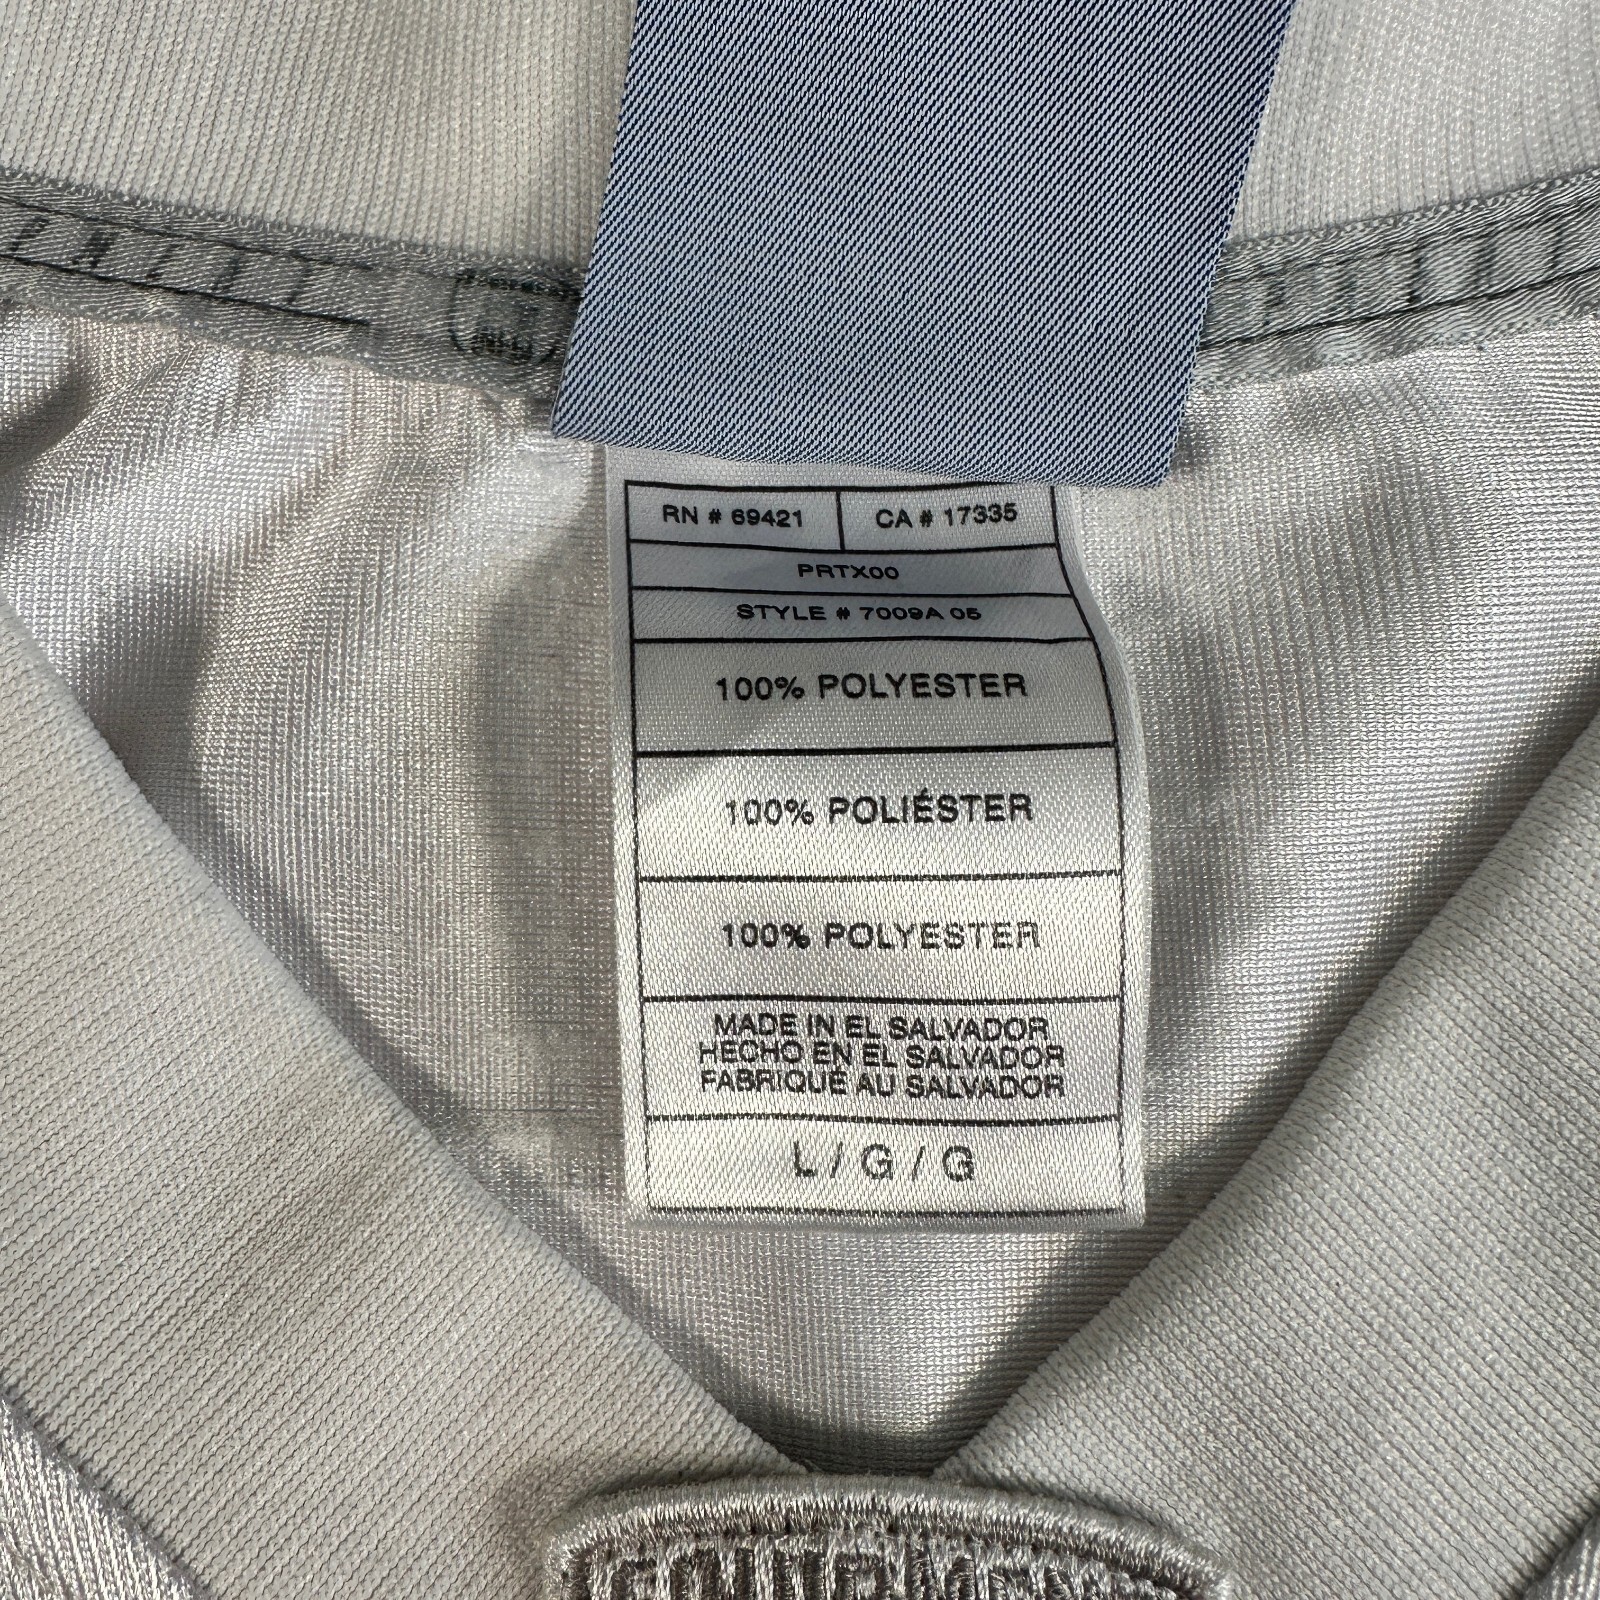 RN # 69421 CA # 17335
PRTX00
STYLE # 7009A 05
100% POLYESTER
100% POLIÉSTER
100% POLYESTER
MADE IN EL SALVADOR
HECHO EN EL SALVADOR
FABRIQUÉ AU SALVADOR
L / G / G